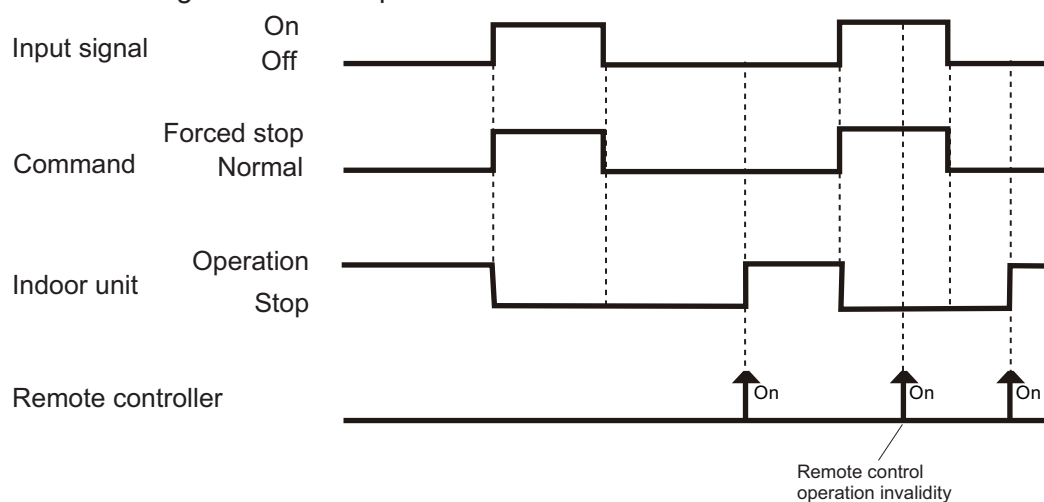 Input signal
On
Off
Command
Forced stop
Normal
Indoor unit
Operation
Stop
Remote controller
On
On
On
Remote control
operation invalidity